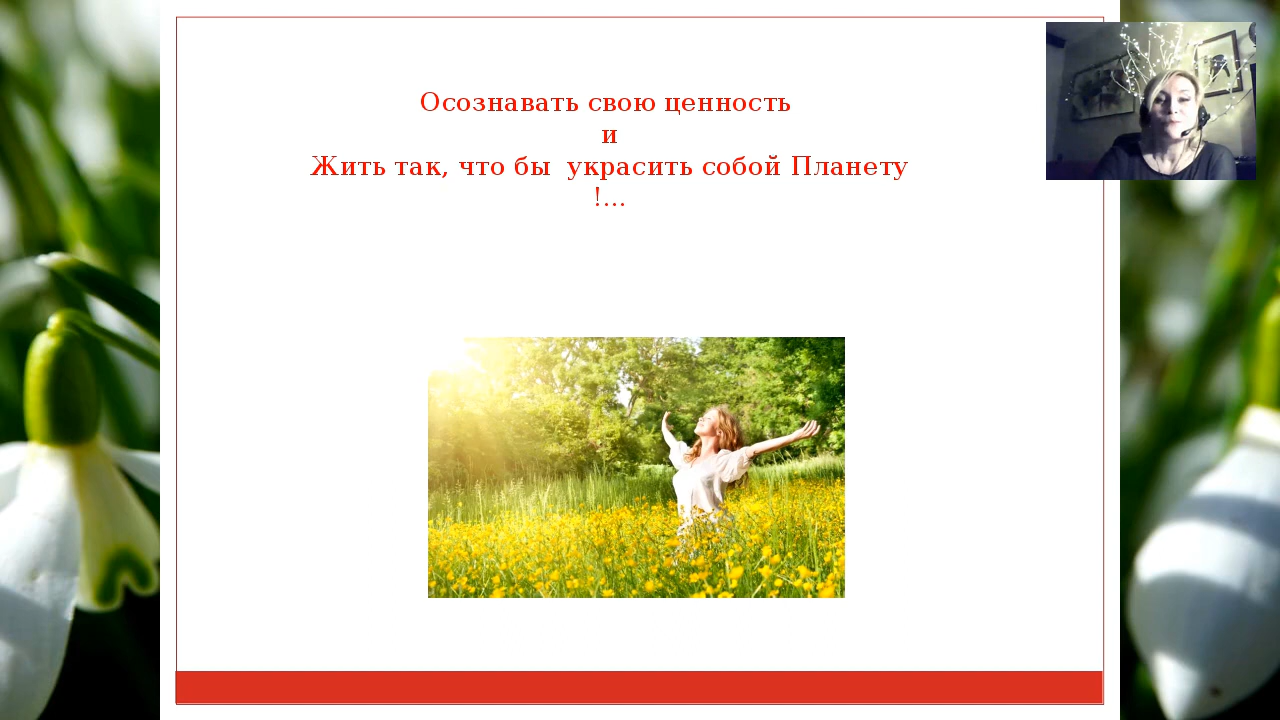 Осознавать свою ценность
и
Жить так, что бы  украсить собой Планету
!...